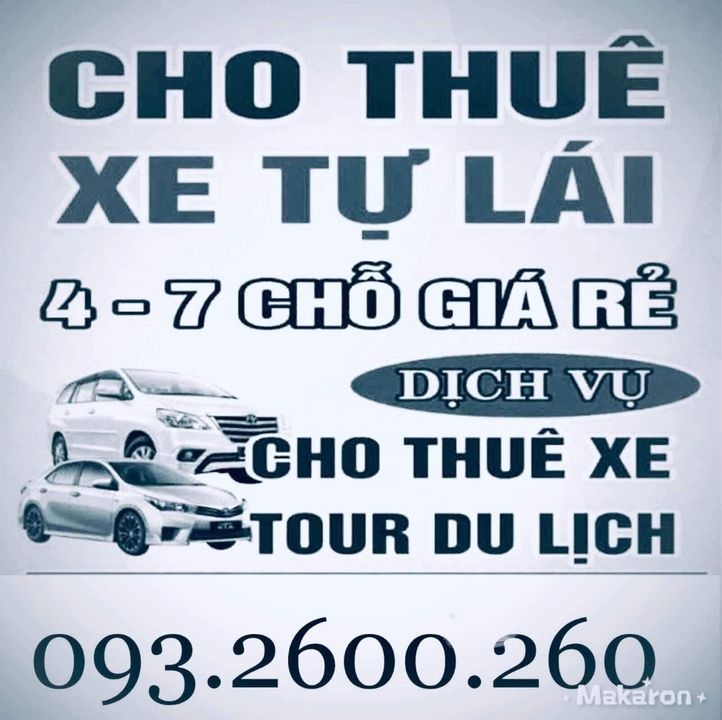 CHO THUÊ
XE TỰ LÁI
4 - 7 CHỖ GIÁ RẺ
DỊCH VỤ
CHO THUÊ XE
TOUR DU LỊCH
093.2600.260
Makaron